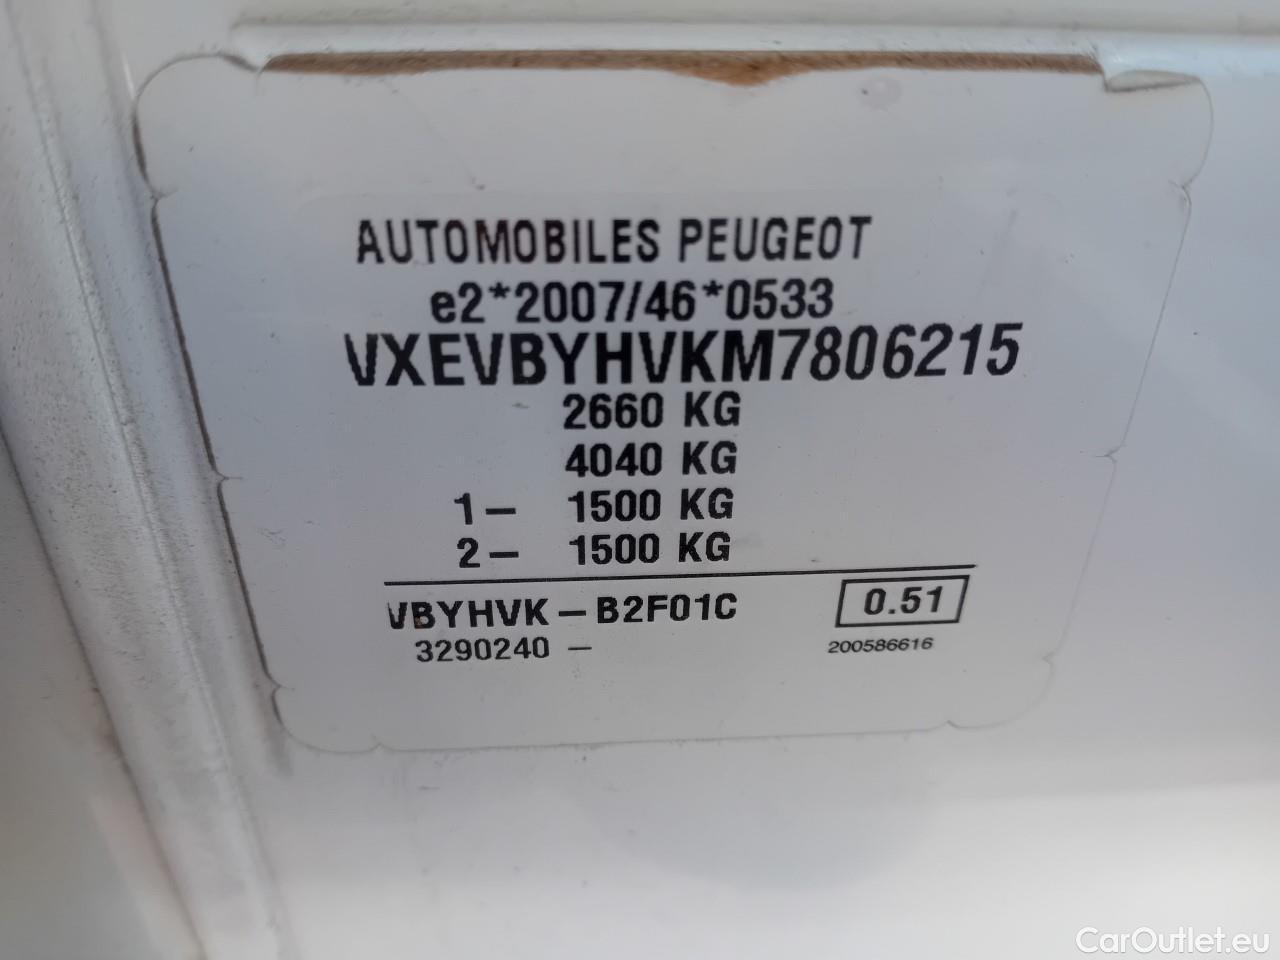 AUTOMOBILES PEUGEOT
e2*2007/46*0533
VXEVBYHVKM7806215
2660 KG
4040 KG
1– 1500 KG
2– 1500 KG
VBYHVK – B2F01C 0.51
3290240 – 200586616
CarOutlet.eu